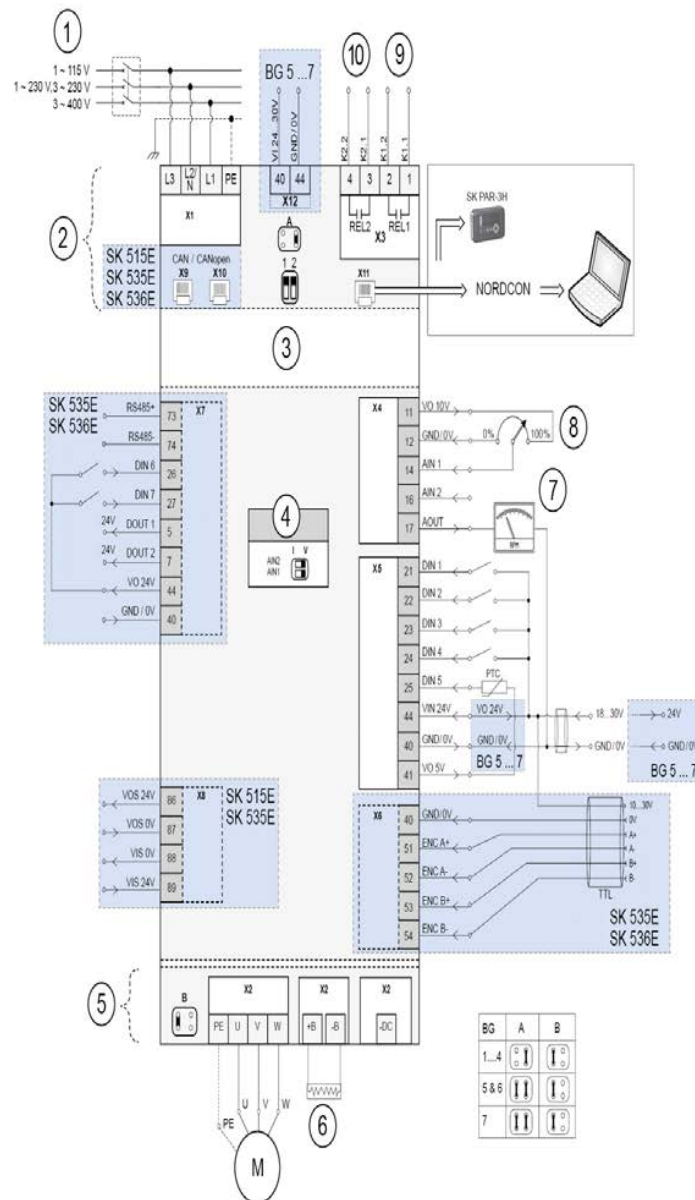 1
1 ~ 115 V
1 ~ 230 V,3 ~ 230 V
3 ~ 400 V
BG 5 ...7
VI 24...30V
GND/0V
10
9
K2.2
K2.1
K1.2
K1.1
L3 L2/N L1 PE
X1
40 44
X12
4 3 2 1
REL2 REL1
X3
A
1 2
2
SK 515E
SK 535E
SK 536E
CAN / CANopen
X9 X10
X11
SK PAR-3H
NORDCON
3
SK 535E
SK 536E
X7
RS485+ 73
RS485- 74
DIN 6 26
DIN 7 27
24V DOUT 1 5
24V DOUT 2 7
VO 24V 44
GND / 0V 40
4
I V
AIN2
AIN1
X4
11 VO 10V
12 GND/0V
0% 100%
8
14 AIN 1
16 AIN 2
17 AOUT
7
RPM
X5
21 DIN 1
22 DIN 2
23 DIN 3
24 DIN 4
25 DIN 5
PTC
44 VIN 24V VO 24V 18...30V 24V
40 GND/0V GND/0V GND/0V GND/0V
BG 5 ... 7
BG 5 ... 7
41 VO 5V
X8
SK 515E
SK 535E
VOS 24V 86
VOS 0V 87
VIS 0V 88
VIS 24V 89
X6
40 GND/0V
51 ENC A+
52 ENC A-
53 ENC B+
54 ENC B-
10...30V
0V
A+
A-
B+
B-
TTL
SK 535E
SK 536E
5
B
X2 X2 X2
PE U V W
+B -B
-DC
PE U V W
6
M
BG A B
1....4
5 & 6
7